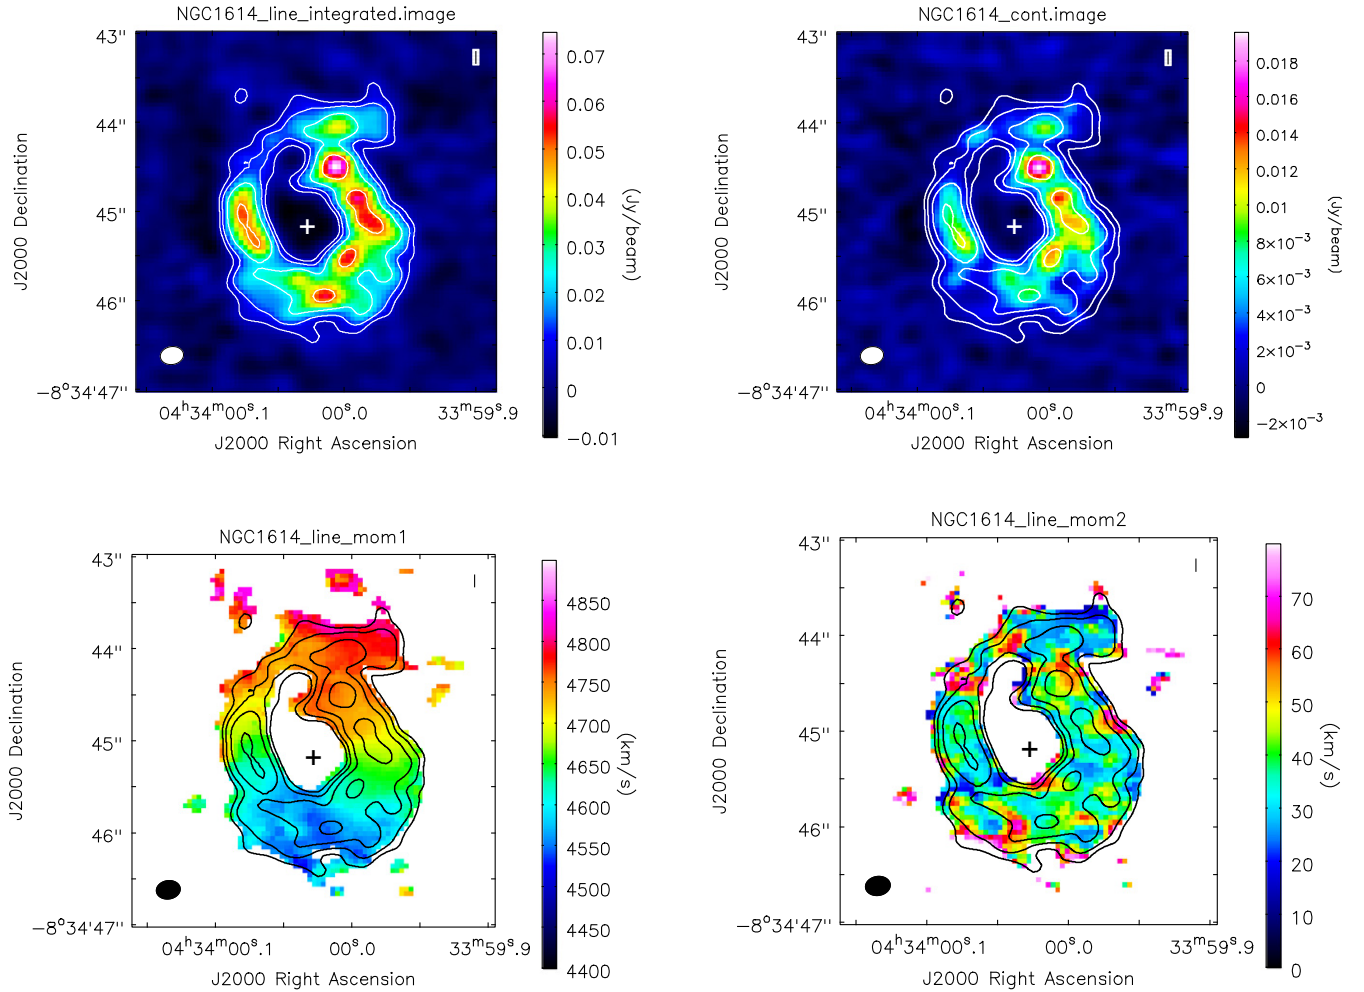 NGC1614_line_integrated.image
43"
44"
45"
46"
−8°34'47"
J2000 Declination
04h34m00s.1
00s.0
33m59s.9
J2000 Right Ascension
0.07
0.06
0.05
0.04
0.03
0.02
0.01
0
−0.01
(Jy/beam)
NGC1614_cont.image
43"
44"
45"
46"
−8°34'47"
J2000 Declination
04h34m00s.1
00s.0
33m59s.9
J2000 Right Ascension
0.018
0.016
0.014
0.012
0.01
8×10⁻³
6×10⁻³
4×10⁻³
2×10⁻³
0
−2×10⁻³
(Jy/beam)
NGC1614_line_mom1
43"
44"
45"
46"
−8°34'47"
J2000 Declination
04h34m00s.1
00s.0
33m59s.9
J2000 Right Ascension
4850
4800
4750
4700
4650
4600
4550
4500
4450
4400
(km/s)
NGC1614_line_mom2
43"
44"
45"
46"
−8°34'47"
J2000 Declination
04h34m00s.1
00s.0
33m59s.9
J2000 Right Ascension
70
60
50
40
30
20
10
0
(km/s)